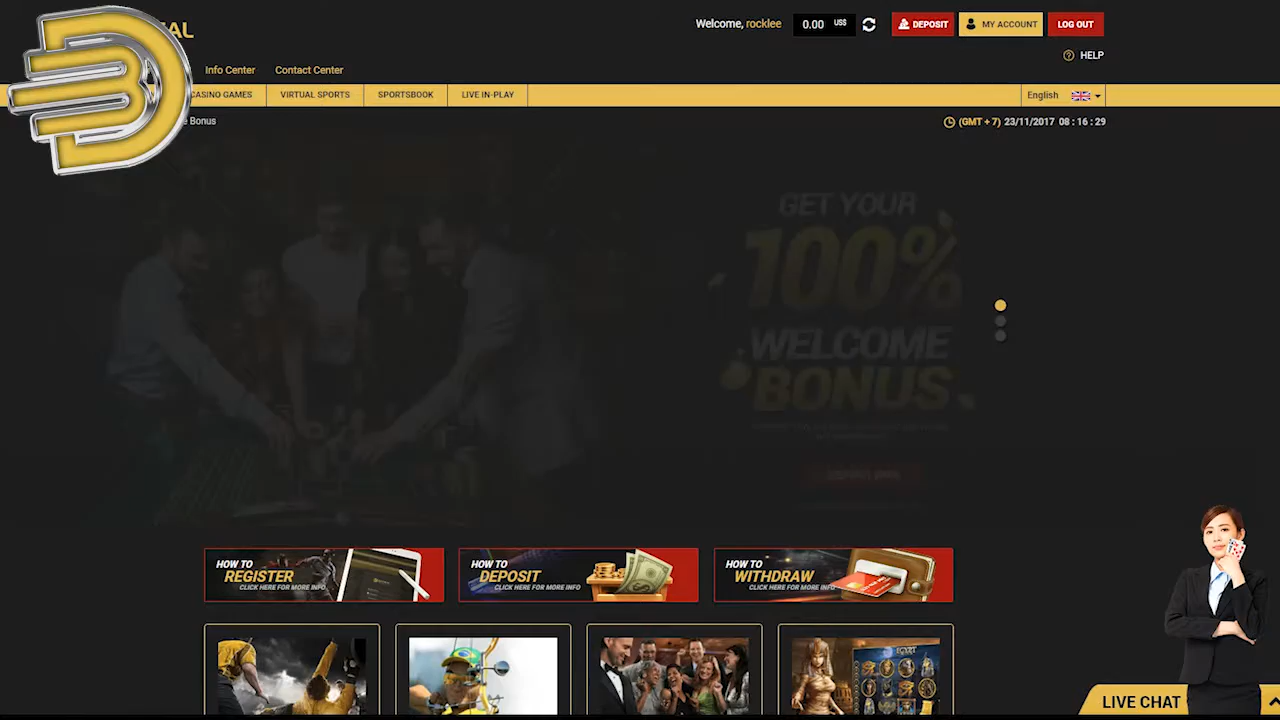 Welcome, rocklee
0.00 US$
DEPOSIT
MY ACCOUNT
LOG OUT
HELP
Info Center
Contact Center
CASINO GAMES
VIRTUAL SPORTS
SPORTSBOOK
LIVE IN-PLAY
English
Bonus
(GMT + 7) 23/11/2017 08 : 16 : 29
GET YOUR
100%
WELCOME
BONUS
HOW TO
REGISTER
CLICK HERE FOR MORE INFO
HOW TO
DEPOSIT
CLICK HERE FOR MORE INFO
HOW TO
WITHDRAW
CLICK HERE FOR MORE INFO
EGYPT
LIVE CHAT